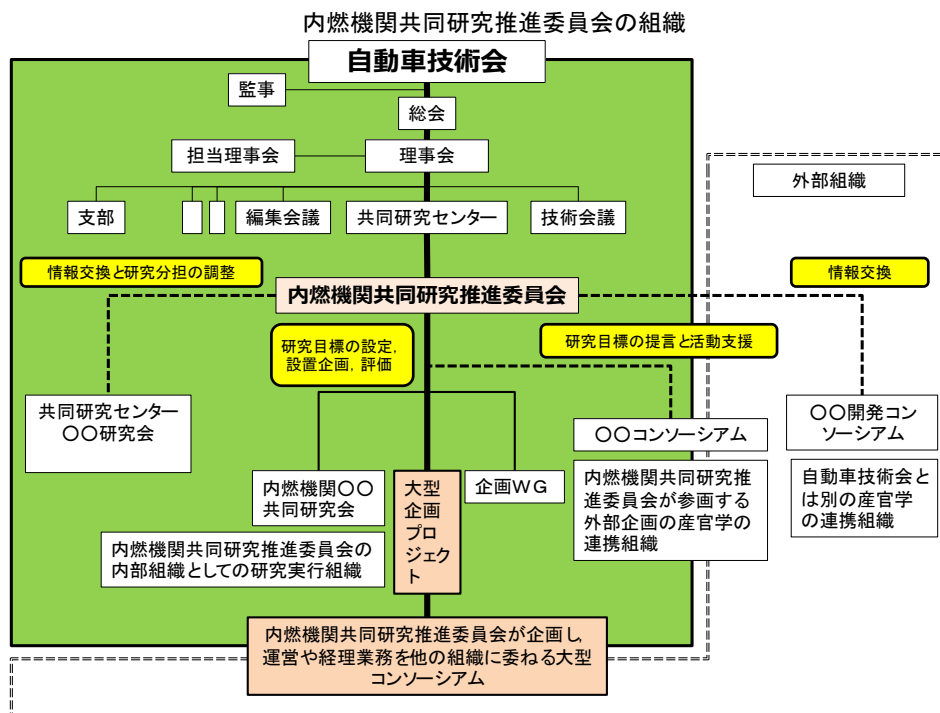 内燃機関共同研究推進委員会の組織
自動車技術会
監事
総会
担当理事会
理事会
外部組織
支部
編集会議
共同研究センター
技術会議
情報交換と研究分担の調整
情報交換
内燃機関共同研究推進委員会
研究目標の設定,
設置企画, 評価
研究目標の提言と活動支援
共同研究センター
〇〇研究会
〇〇コンソーシアム
〇〇開発コン
ソーシアム
内燃機関〇〇
共同研究会
大型
企画
プロ
ジェク
ト
企画WG
内燃機関共同研究推
進委員会が参画する
外部企画の産官学の
連携組織
自動車技術会と
は別の産官学
の連携組織
内燃機関共同研究推進委員会の
内部組織としての研究実行組織
内燃機関共同研究推進委員会が企画し,
運営や経理業務を他の組織に委ねる大型
コンソーシアム